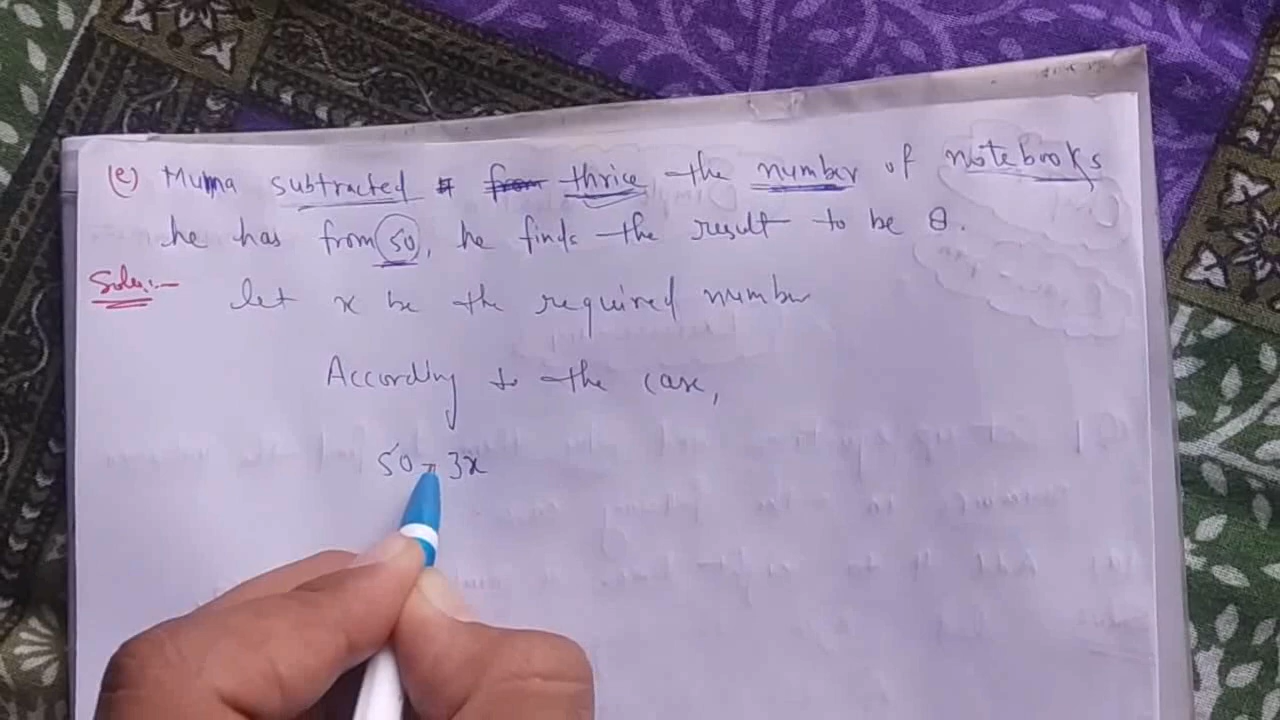 (e) Muna subtracted thrice the number of notebooks
he has from 50, he finds the result to be 8.
Soln:-
let x be the required number
According to the case,
50 - 3x